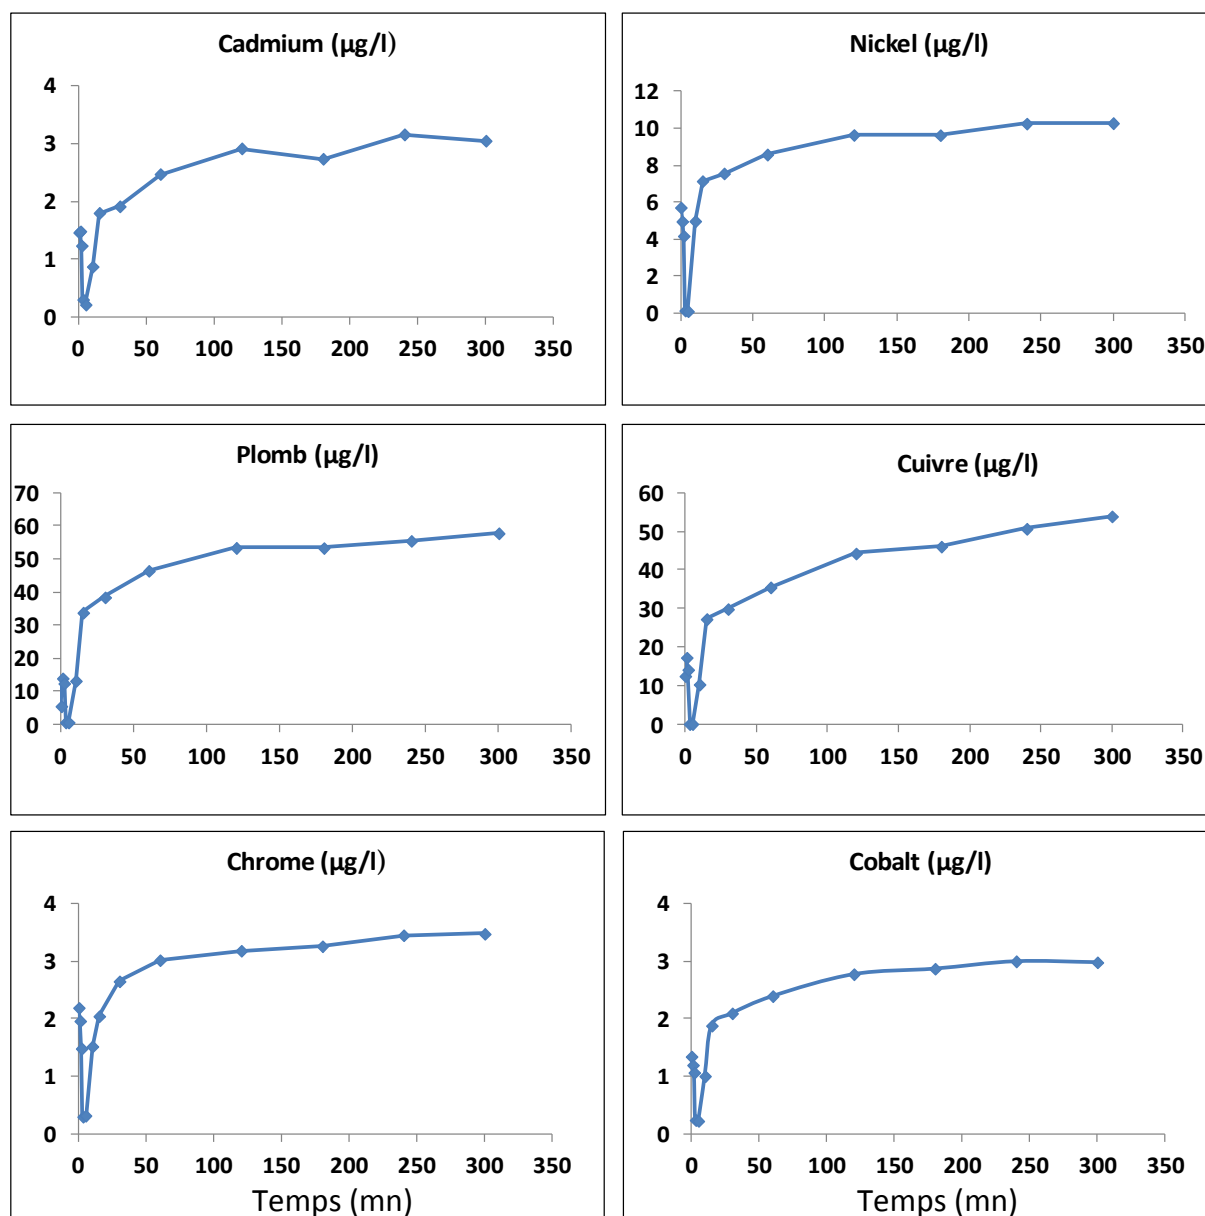 Cadmium (µg/l)
4
3
2
1
0
0 50 100 150 200 250 300 350
Nickel (µg/l)
12
10
8
6
4
2
0
0 50 100 150 200 250 300 350
Plomb (µg/l)
70
60
50
40
30
20
10
0
0 50 100 150 200 250 300 350
Cuivre (µg/l)
60
50
40
30
20
10
0
0 50 100 150 200 250 300 350
Chrome (µg/l)
4
3
2
1
0
0 50 100 150 200 250 300 350
Temps (mn)
Cobalt (µg/l)
4
3
2
1
0
0 50 100 150 200 250 300 350
Temps (mn)